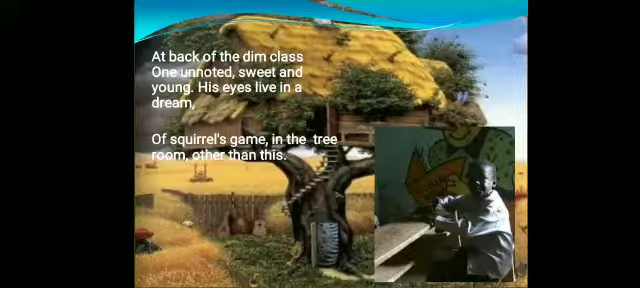 At back of the dim class
One unnoted, sweet and
young. His eyes live in a
dream,
Of squirrel's game, in the tree
room, other than this.